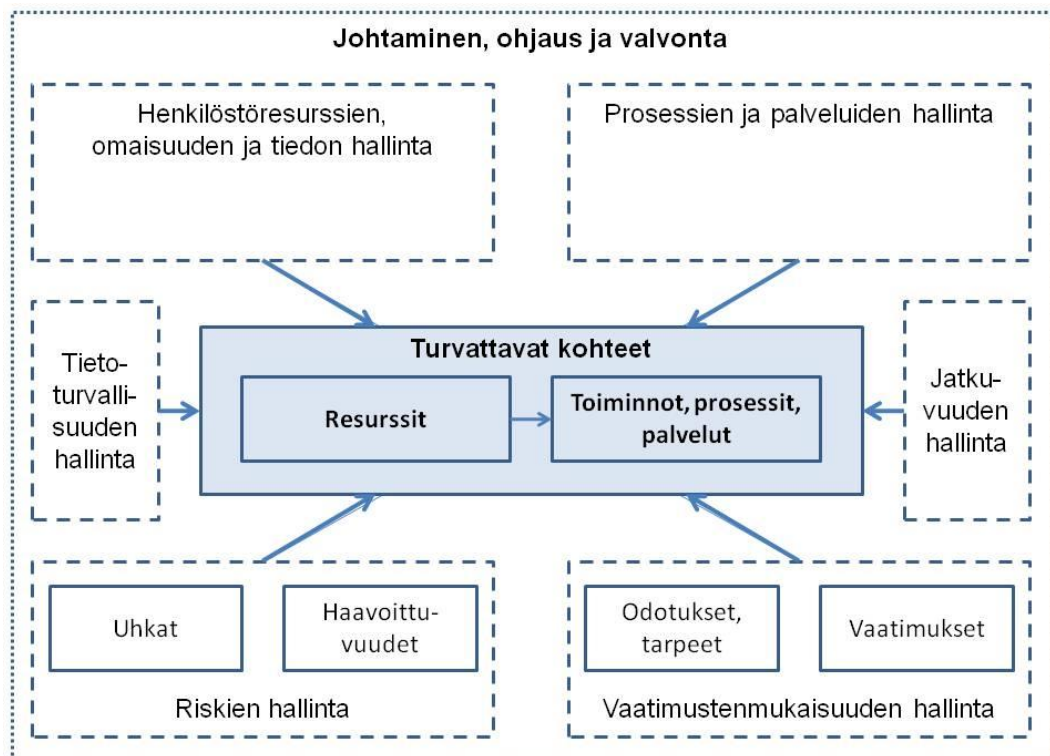 Johtaminen, ohjaus ja valvonta
Henkilöstöresurssien,
omaisuuden ja tiedon hallinta
Prosessien ja palveluiden hallinta
Tieto-
turvalli-
suuden
hallinta
Turvattavat kohteet
Resurssit
Toiminnot, prosessit,
palvelut
Jatku-
vuuden
hallinta
Uhkat
Haavoittu-
vuudet
Riskien hallinta
Odotukset,
tarpeet
Vaatimukset
Vaatimustenmukaisuuden hallinta